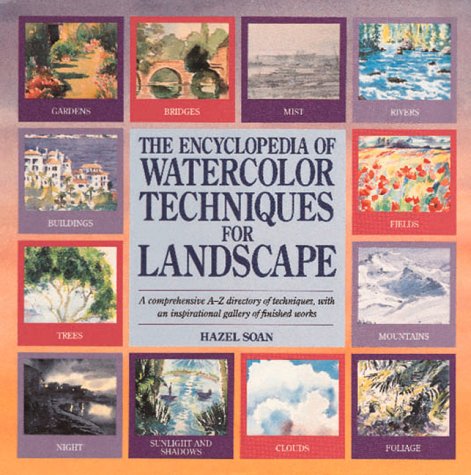 GARDENS
BRIDGES
MIST
RIVERS
THE ENCYCLOPEDIA OF
WATERCOLOR
TECHNIQUES
FOR
LANDSCAPE
A comprehensive A–Z directory of techniques, with
an inspirational gallery of finished works
HAZEL SOAN
BUILDINGS
FIELDS
TREES
MOUNTAINS
NIGHT
SUNLIGHT AND
SHADOWS
CLOUDS
FOLIAGE